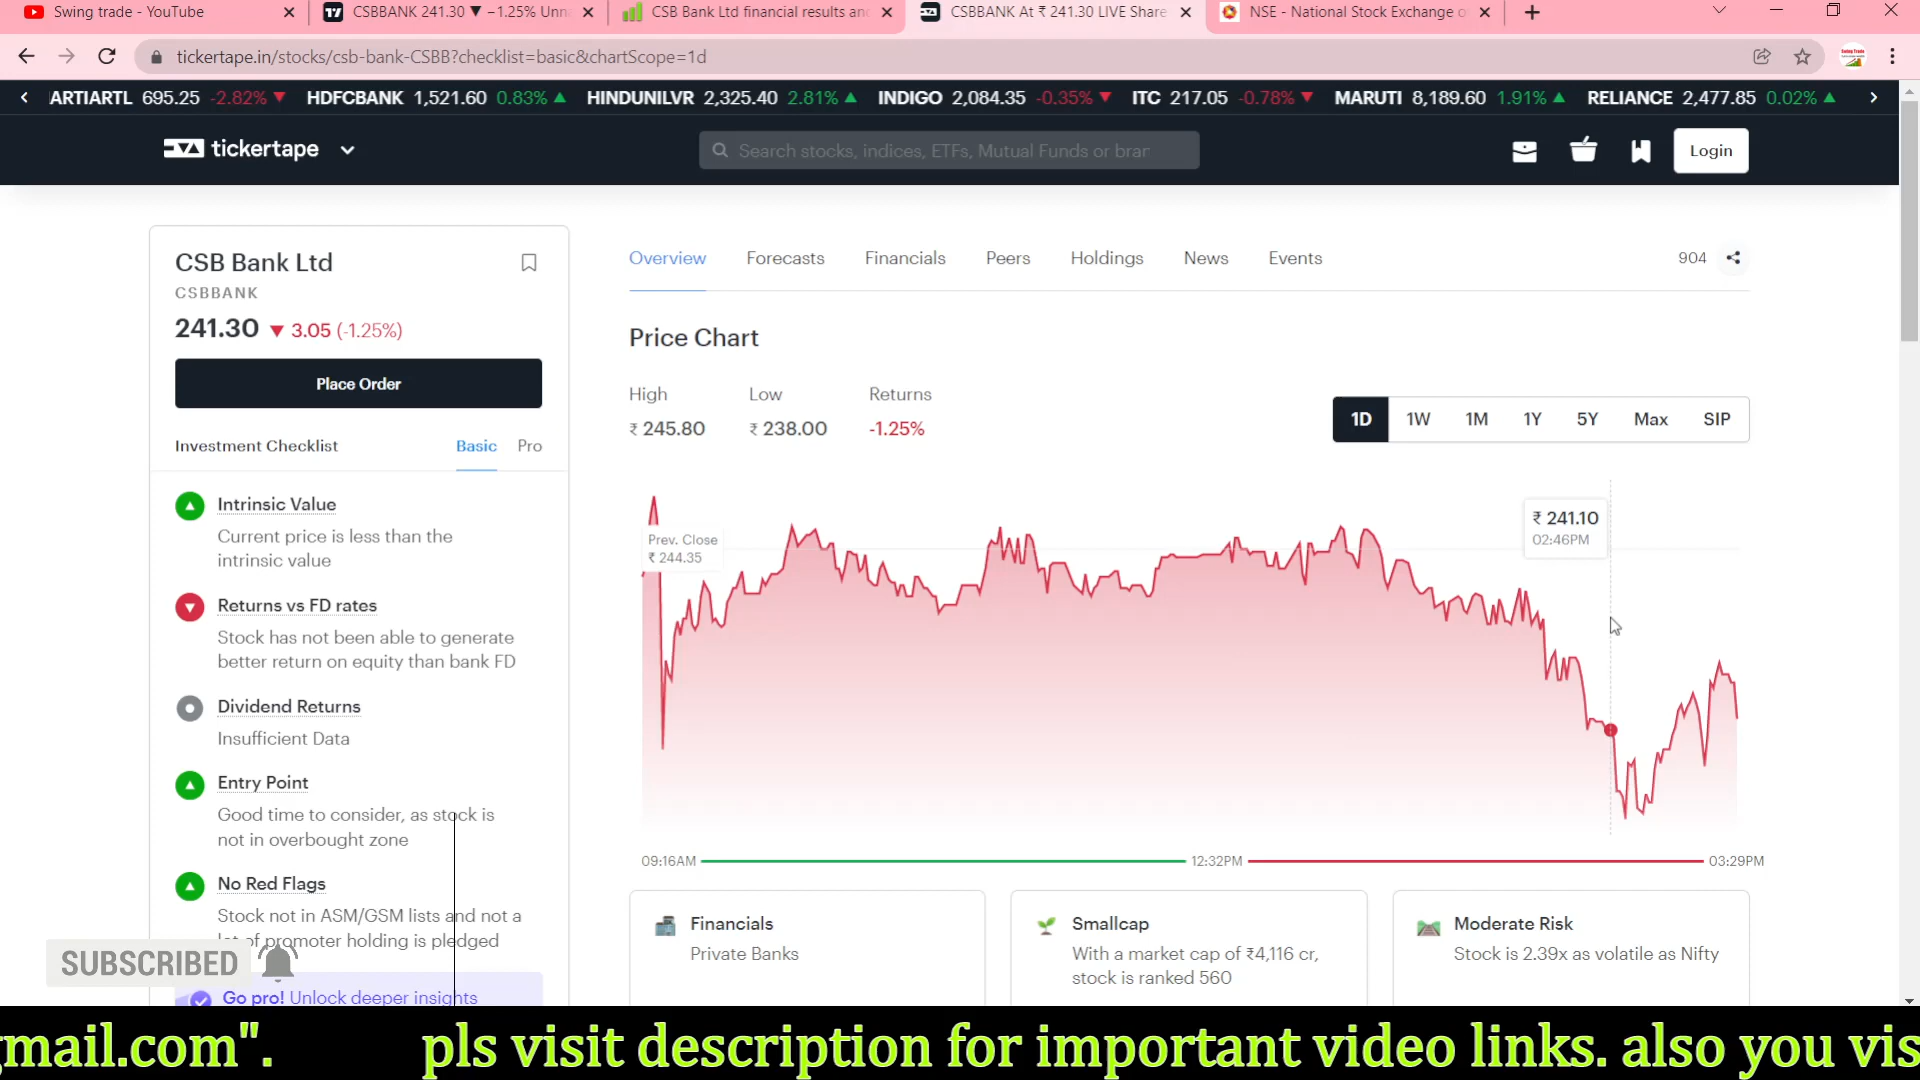 Swing trade - YouTube
CSBBANK 241.30 ▼ −1.25% Unna
CSB Bank Ltd financial results an
CSBBANK At ₹ 241.30 LIVE Share
NSE - National Stock Exchange o
tickertape.in/stocks/csb-bank-CSBB?checklist=basic&chartScope=1d
ARTIARTL 695.25 -2.82% ▼ HDFCBANK 1,521.60 0.83% ▲ HINDUNILVR 2,325.40 2.81% ▲ INDIGO 2,084.35 -0.35% ▼ ITC 217.05 -0.78% ▼ MARUTI 8,189.60 1.91% ▲ RELIANCE 2,477.85 0.02% ▲
tickertape
Search stocks, indices, ETFs, Mutual Funds or brar
Login
CSB Bank Ltd
CSBBANK
241.30 ▼ 3.05 (-1.25%)
Place Order
Investment Checklist Basic Pro
Intrinsic Value
Current price is less than the
intrinsic value
Returns vs FD rates
Stock has not been able to generate
better return on equity than bank FD
Dividend Returns
Insufficient Data
Entry Point
Good time to consider, as stock is
not in overbought zone
No Red Flags
Stock not in ASM/GSM lists and not a
lot of promoter holding is pledged
Go pro! Unlock deeper insights
SUBSCRIBED
Overview Forecasts Financials Peers Holdings News Events
904
Price Chart
High Low Returns
₹ 245.80 ₹ 238.00 -1.25%
1D 1W 1M 1Y 5Y Max SIP
Prev. Close
₹ 244.35
₹ 241.10
02:46PM
09:16AM 12:32PM 03:29PM
Financials
Private Banks
Smallcap
With a market cap of ₹4,116 cr,
stock is ranked 560
Moderate Risk
Stock is 2.39x as volatile as Nifty
gmail.com". pls visit description for important video links. also you vis